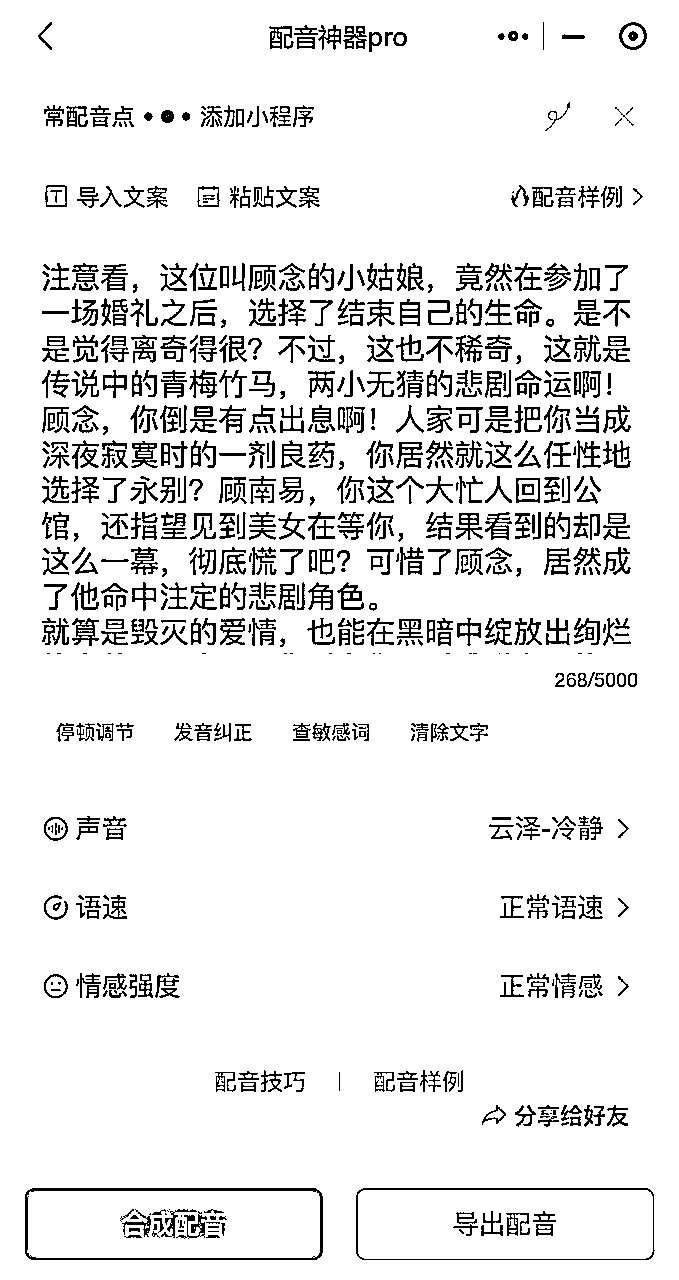 配音神器pro
常配音点 添加小程序
导入文案 粘贴文案 配音样例
注意看，这位叫顾念的小姑娘，竟然在参加了
一场婚礼之后，选择了结束自己的生命。是不
是觉得离奇得很？不过，这也不稀奇，这就是
传说中的青梅竹马，两小无猜的悲剧命运啊！
顾念，你倒是有点出息啊！人家可是把你当成
深夜寂寞时的一剂良药，你居然就这么任性地
选择了永别？顾南易，你这个大忙人回到公
馆，还指望见到美女在等你，结果看到的却是
这么一幕，彻底慌了吧？可惜了顾念，居然成
了他命中注定的悲剧角色。
就算是毁灭的爱情，也能在黑暗中绽放出绚烂
268/5000
停顿调节 发音纠正 查敏感词 清除文字
声音 云泽-冷静
语速 正常语速
情感强度 正常情感
配音技巧 | 配音样例
分享给好友
合成配音 导出配音